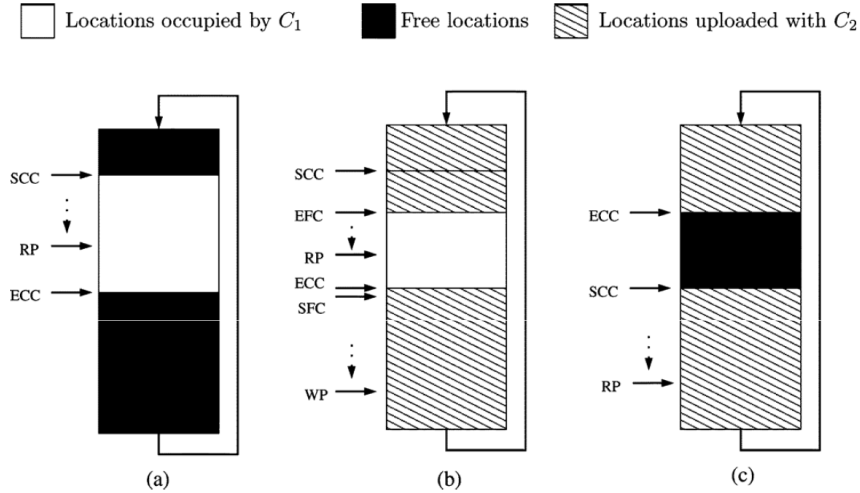 Locations occupied by C1 Free locations Locations uploaded with C2
SCC
RP
ECC
(a)
SCC
EFC
RP
ECC
SFC
WP
(b)
ECC
SCC
RP
(c)